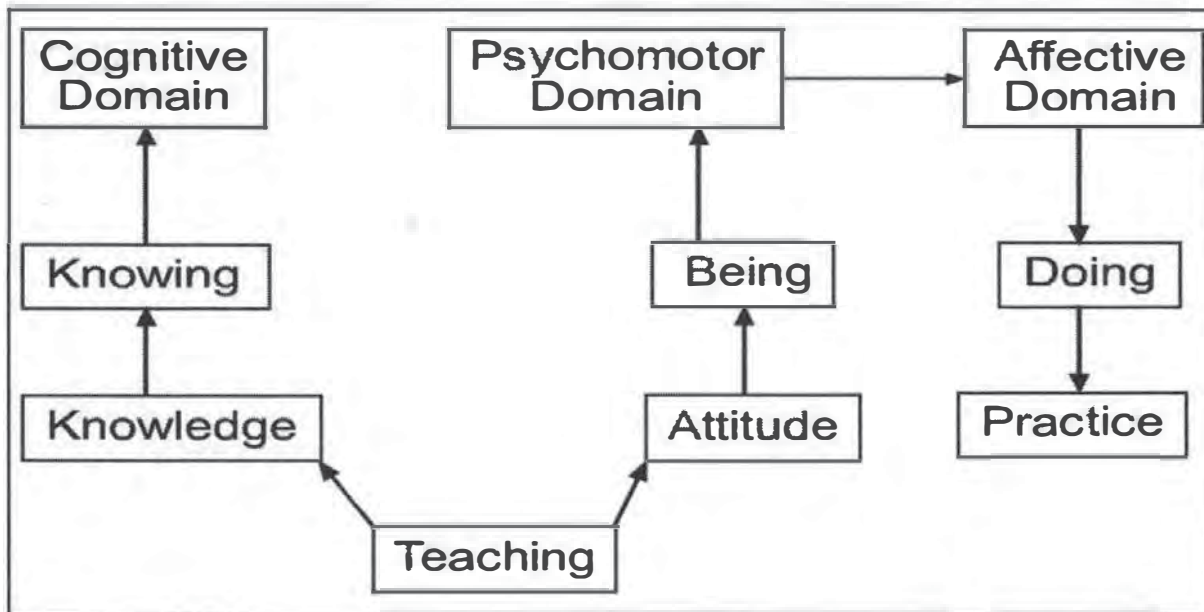 Cognitive
Domain
Psychomotor
Domain
Affective
Domain
Knowing
Being
Doing
Knowledge
Attitude
Practice
Teaching